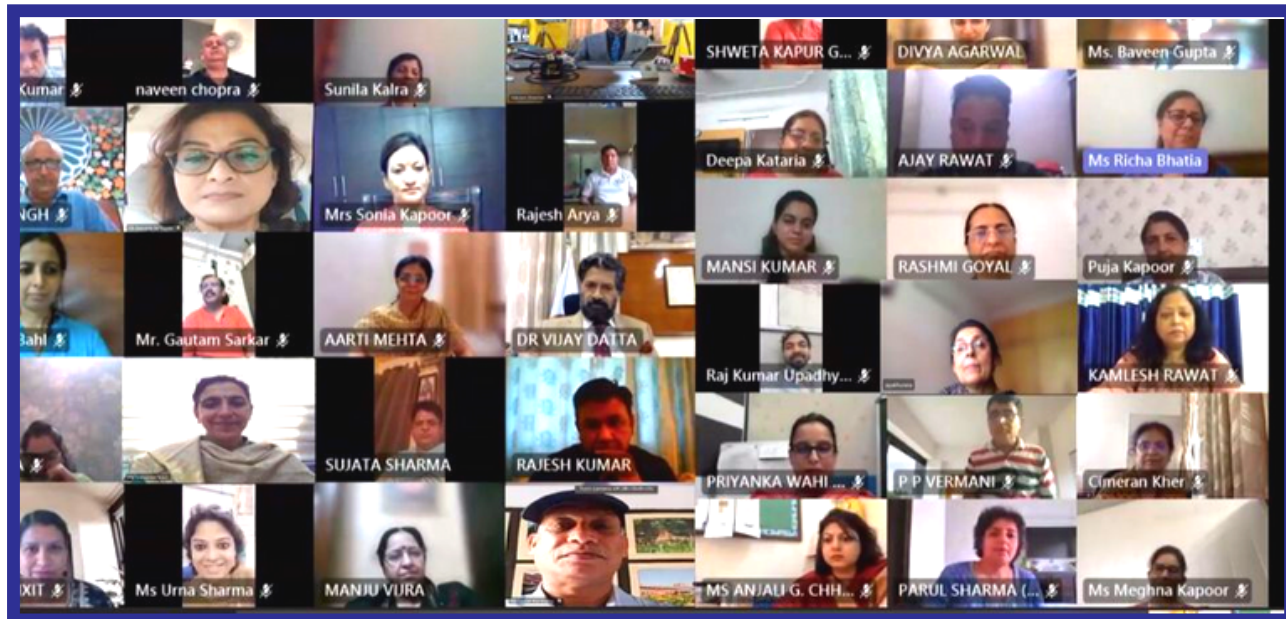 Kumar
naveen chopra
Sunila Kalra
SHWETA KAPUR G...
DIVYA AGARWAL
Ms. Baveen Gupta
NGH
Mrs Sonia Kapoor
Rajesh Arya
Deepa Kataria
AJAY RAWAT
Ms Richa Bhatia
Bahl
Mr. Gautam Sarkar
AARTI MEHTA
DR VIJAY DATTA
MANSI KUMAR
RASHMI GOYAL
Puja Kapoor
Raj Kumar Upadhy...
KAMLESH RAWAT
A
SUJATA SHARMA
RAJESH KUMAR
PRIYANKA WAHI ...
P P VERMANI
Cimeran Kher
XIT
Ms Urna Sharma
MANJU VIJRA
MS ANJALI G. CHH...
PARUL SHARMA (...
Ms Meghna Kapoor